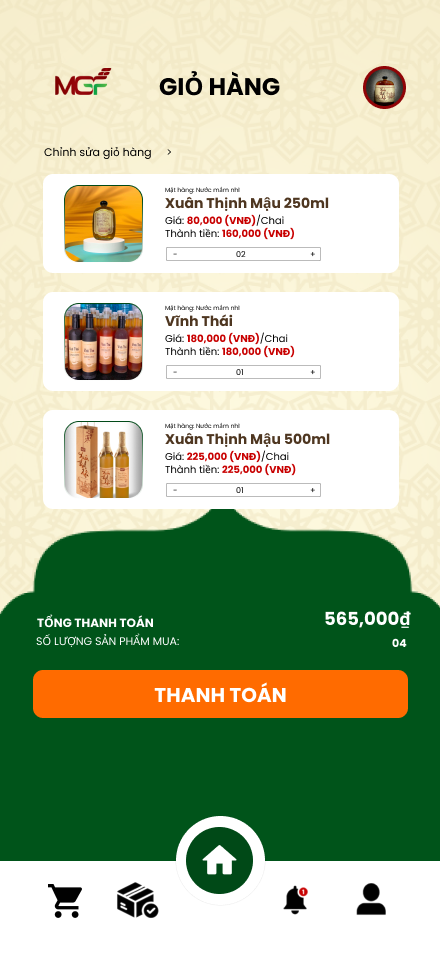 MGF
GIỎ HÀNG
Chỉnh sửa giỏ hàng >
Mặt hàng: Nước mắm nhỉ
Xuân Thịnh Mậu 250ml
Giá: 80,000 (VNĐ)/Chai
Thành tiền: 160,000 (VNĐ)
- 02 +
Mặt hàng: Nước mắm nhỉ
Vĩnh Thái
Giá: 180,000 (VNĐ)/Chai
Thành tiền: 180,000 (VNĐ)
- 01 +
Mặt hàng: Nước mắm nhỉ
Xuân Thịnh Mậu 500ml
Giá: 225,000 (VNĐ)/Chai
Thành tiền: 225,000 (VNĐ)
- 01 +
TỔNG THANH TOÁN 565,000₫
SỐ LƯỢNG SẢN PHẨM MUA: 04
THANH TOÁN
1